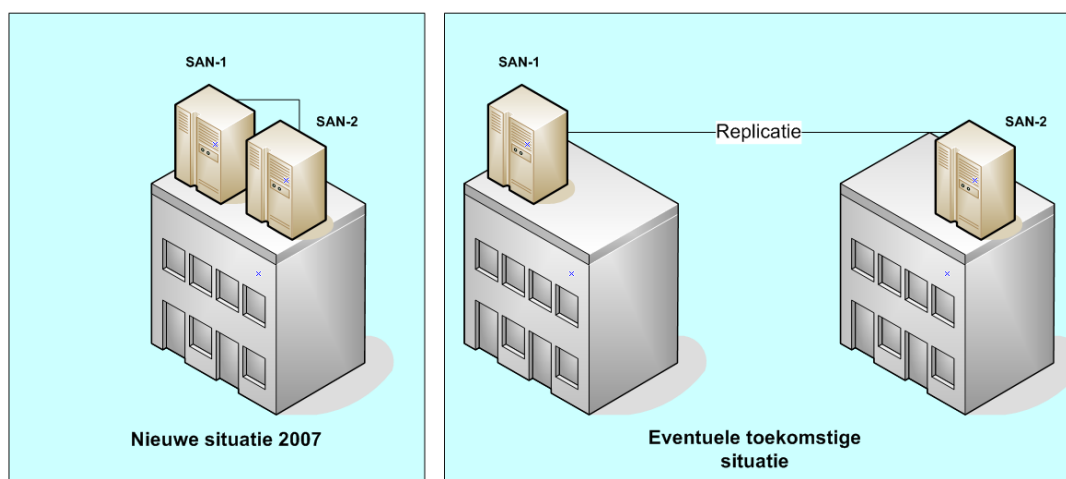 SAN-1
SAN-2
Nieuwe situatie 2007
SAN-1
Replicatie
SAN-2
Eventuele toekomstige
situatie